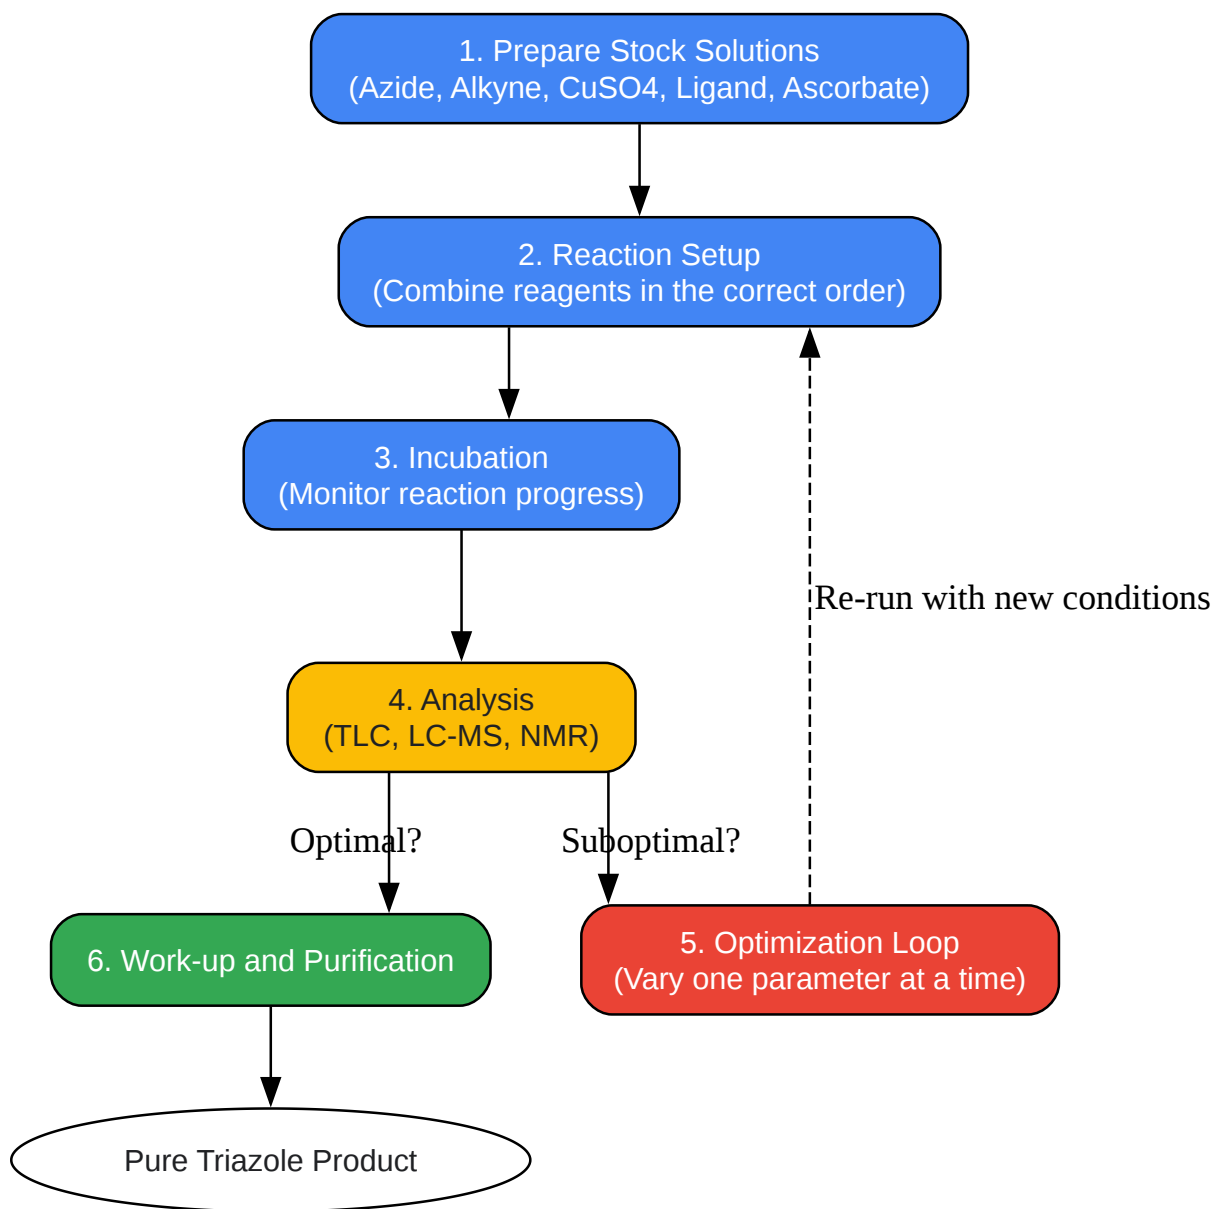 1. Prepare Stock Solutions
(Azide, Alkyne, CuSO4, Ligand, Ascorbate)
2. Reaction Setup
(Combine reagents in the correct order)
3. Incubation
(Monitor reaction progress)
Re-run with new conditions
4. Analysis
(TLC, LC-MS, NMR)
Optimal?
Suboptimal?
6. Work-up and Purification
5. Optimization Loop
(Vary one parameter at a time)
Pure Triazole Product